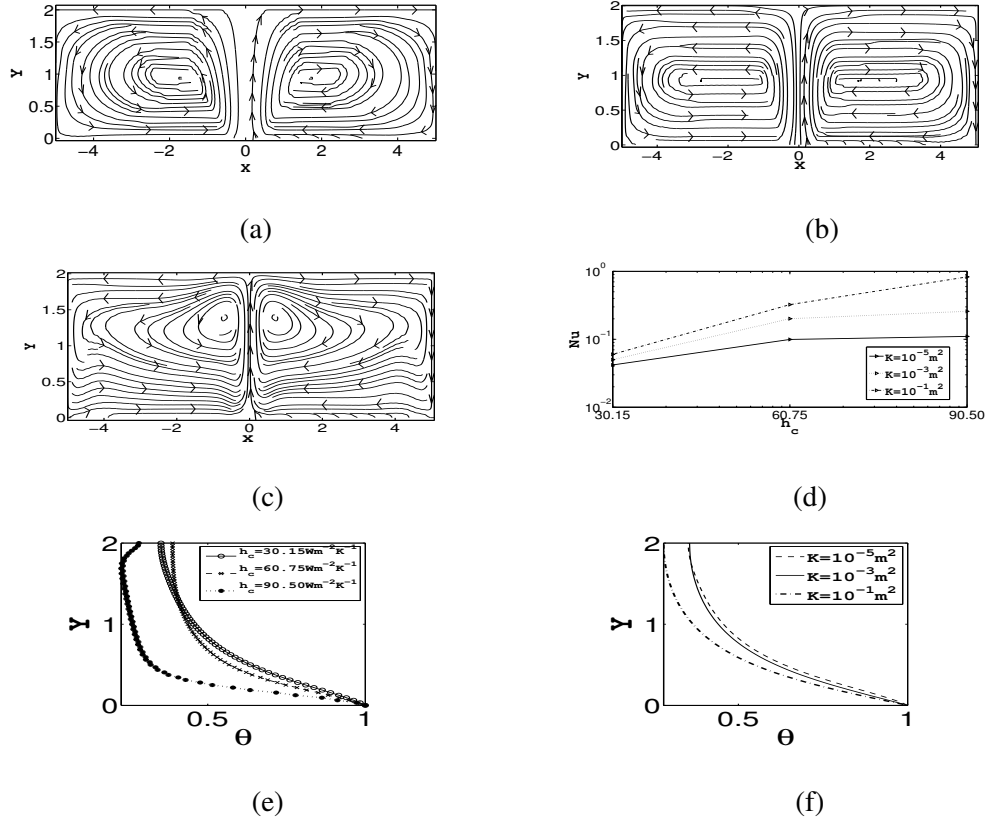 2
1.5
1
0.5
0
Y
−4 −2 0 2 4
x
(a)
2
1.5
1
0.5
0
Y
−4 −2 0 2 4
x
(b)
2
1.5
1
0.5
0
Y
−4 −2 0 2 4
x
(c)
10^0
10^−1
10^−2
Nu
30.15 60.75 90.50
h_c
K=10^−5m^2
K=10^−3m^2
K=10^−1m^2
(d)
2
1
0
Y
0.5 1
Θ
h_c=30.15Wm^−2K^−1
h_c=60.75Wm^−2K^−1
h_c=90.50Wm^−2K^−1
(e)
2
1
0
Y
0.5 1
Θ
K=10^−5m^2
K=10^−3m^2
K=10^−1m^2
(f)